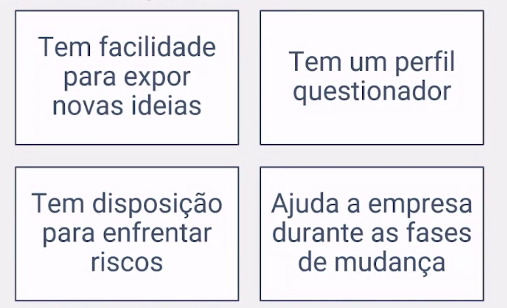 Tem facilidade
para expor
novas ideias
Tem um perfil
questionador
Tem disposição
para enfrentar
riscos
Ajuda a empresa
durante as fases
de mudança